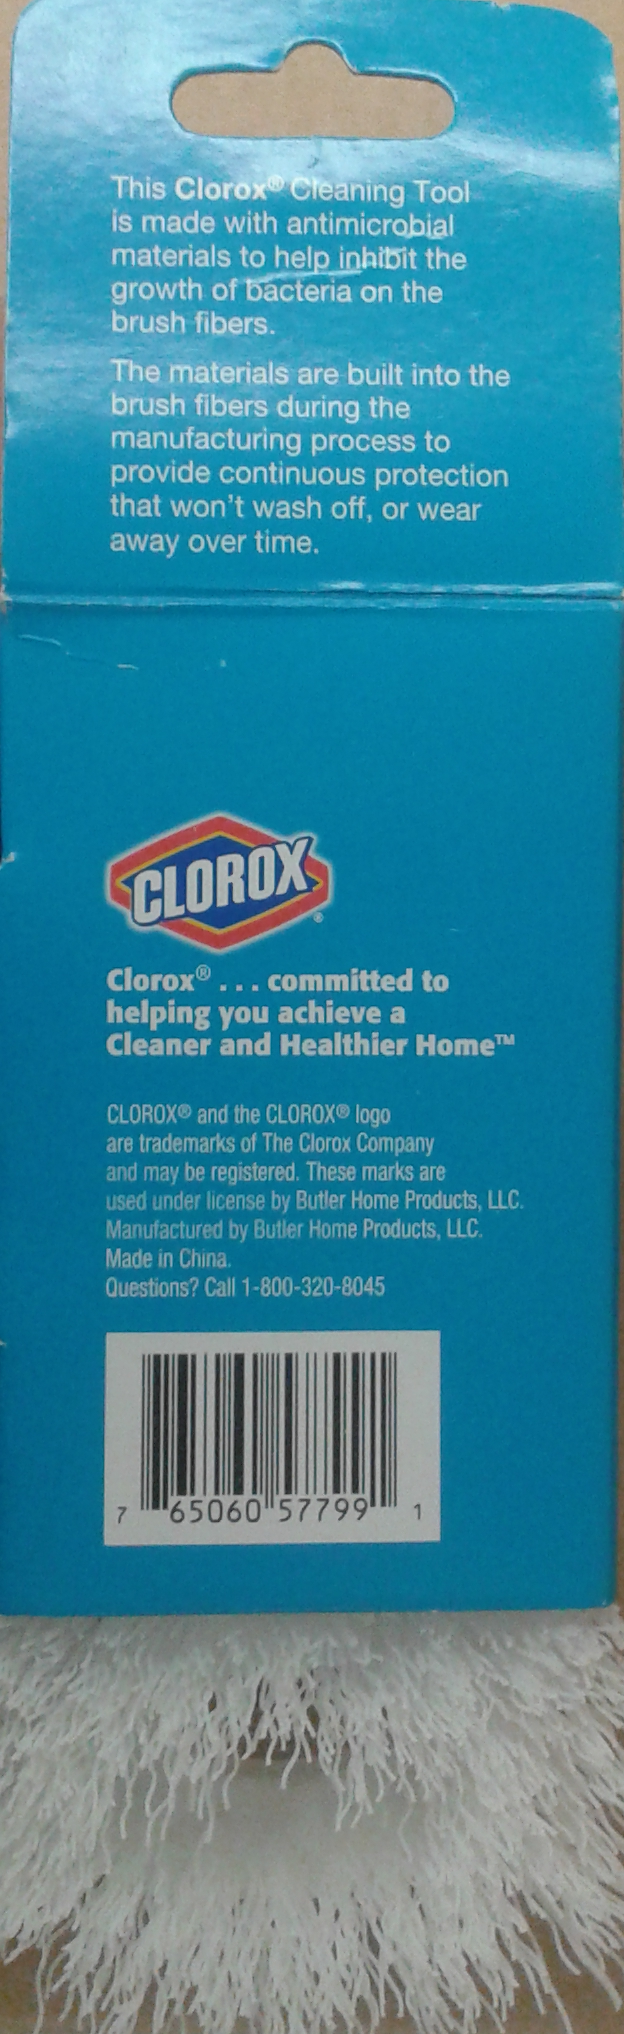 This Clorox® Cleaning Tool
is made with antimicrobial
materials to help inhibit the
growth of bacteria on the
brush fibers.
The materials are built into the
brush fibers during the
manufacturing process to
provide continuous protection
that won't wash off, or wear
away over time.
CLOROX®
Clorox® . . . committed to
helping you achieve a
Cleaner and Healthier Home™
CLOROX® and the CLOROX® logo
are trademarks of The Clorox Company
and may be registered. These marks are
used under license by Butler Home Products, LLC.
Manufactured by Butler Home Products, LLC.
Made in China.
Questions? Call 1-800-320-8045
7 65060 57799 1